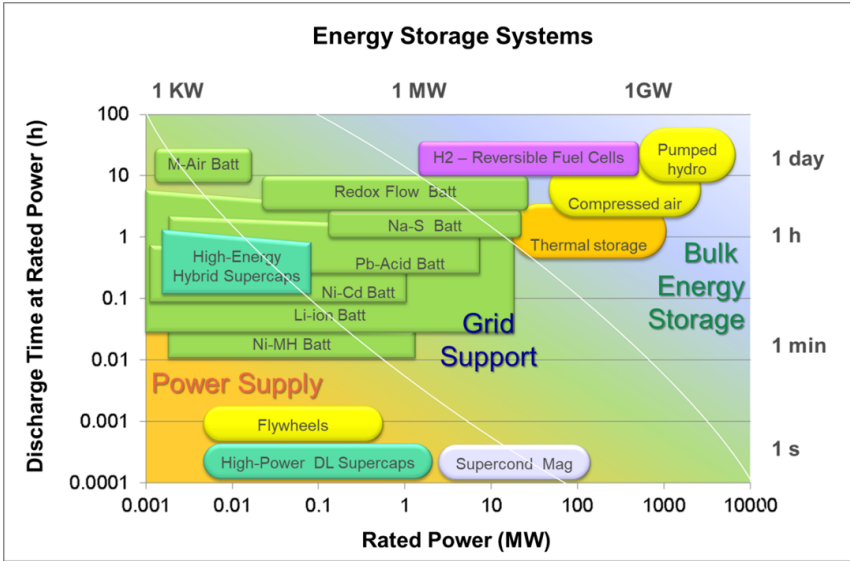 Energy Storage Systems
1 KW
1 MW
1GW
Discharge Time at Rated Power (h)
100
10
1
0.1
0.01
0.001
0.0001
1 day
1 h
1 min
1 s
M-Air Batt
H2 – Reversible Fuel Cells
Pumped
hydro
Redox Flow Batt
Compressed air
Na-S Batt
Thermal storage
High-Energy
Hybrid Supercaps
Pb-Acid Batt
Ni-Cd Batt
Li-ion Batt
Ni-MH Batt
Bulk
Energy
Storage
Grid
Support
Power Supply
Flywheels
High-Power DL Supercaps
Supercond Mag
0.001
0.01
0.1
1
10
100
1000
10000
Rated Power (MW)